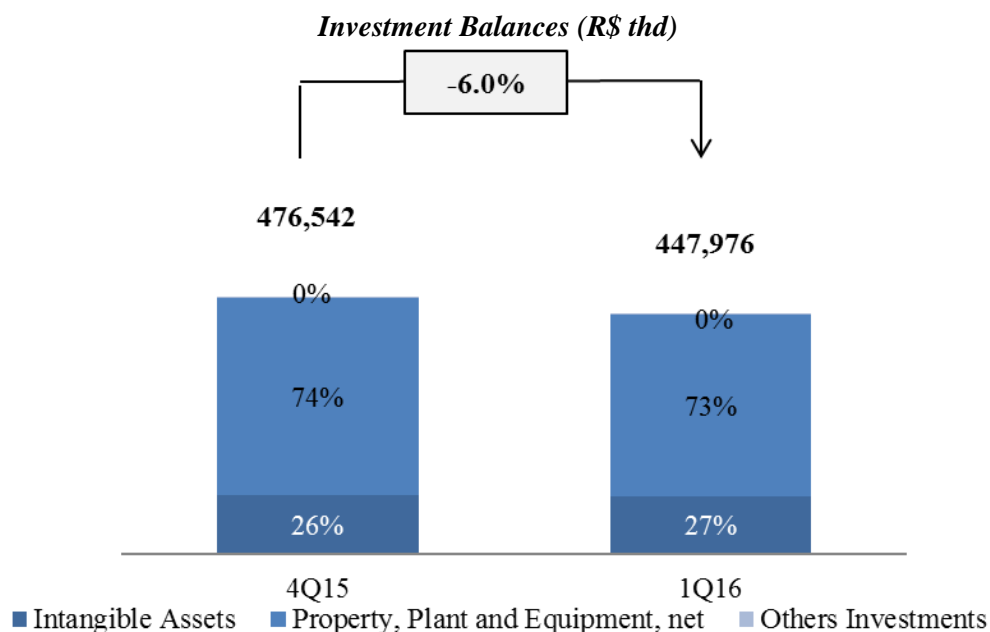 Investment Balances (R$ thd)
-6.0%
476,542
447,976
0%
0%
74%
73%
26%
27%
4Q15
1Q16
Intangible Assets
Property, Plant and Equipment, net
Others Investments